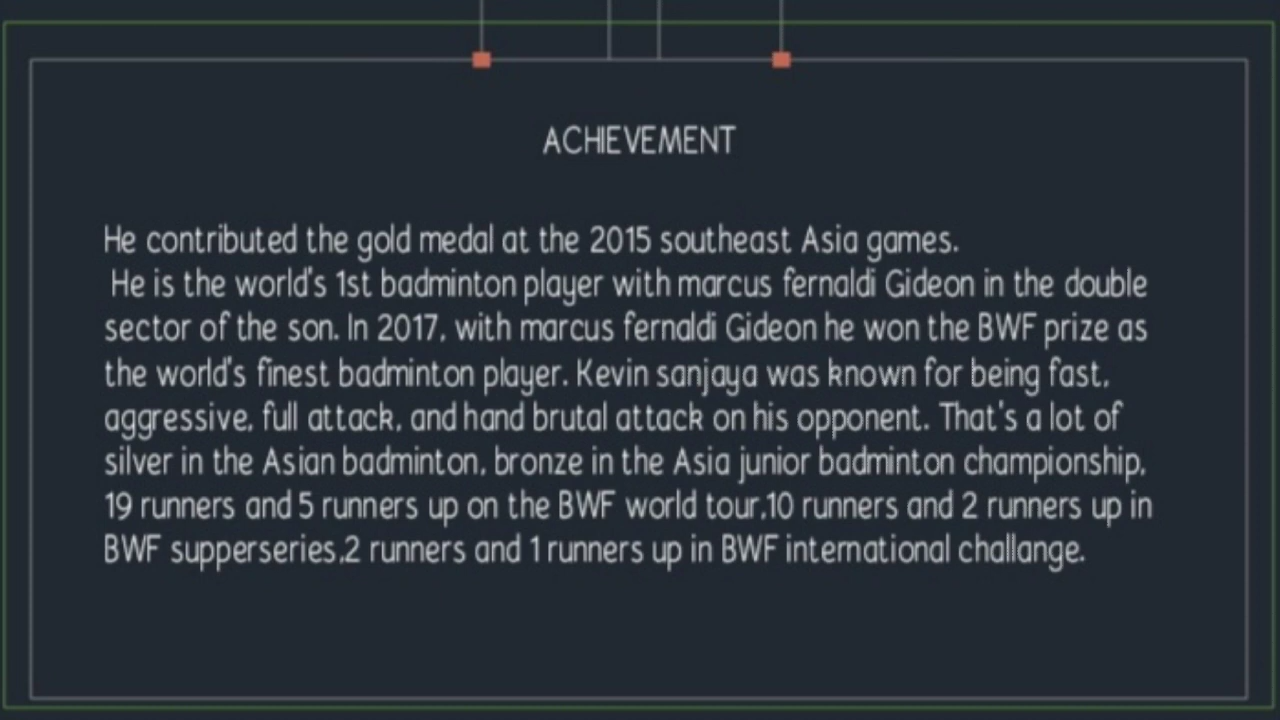 ACHIEVEMENT
He contributed the gold medal at the 2015 southeast Asia games.
He is the world's 1st badminton player with marcus fernaldi Gideon in the double
sector of the son. In 2017, with marcus fernaldi Gideon he won the BWF prize as
the world's finest badminton player. Kevin sanjaya was known for being fast,
aggressive, full attack, and hand brutal attack on his opponent. That's a lot of
silver in the Asian badminton, bronze in the Asia junior badminton championship,
19 runners and 5 runners up on the BWF world tour,10 runners and 2 runners up in
BWF supperseries,2 runners and 1 runners up in BWF international challange.